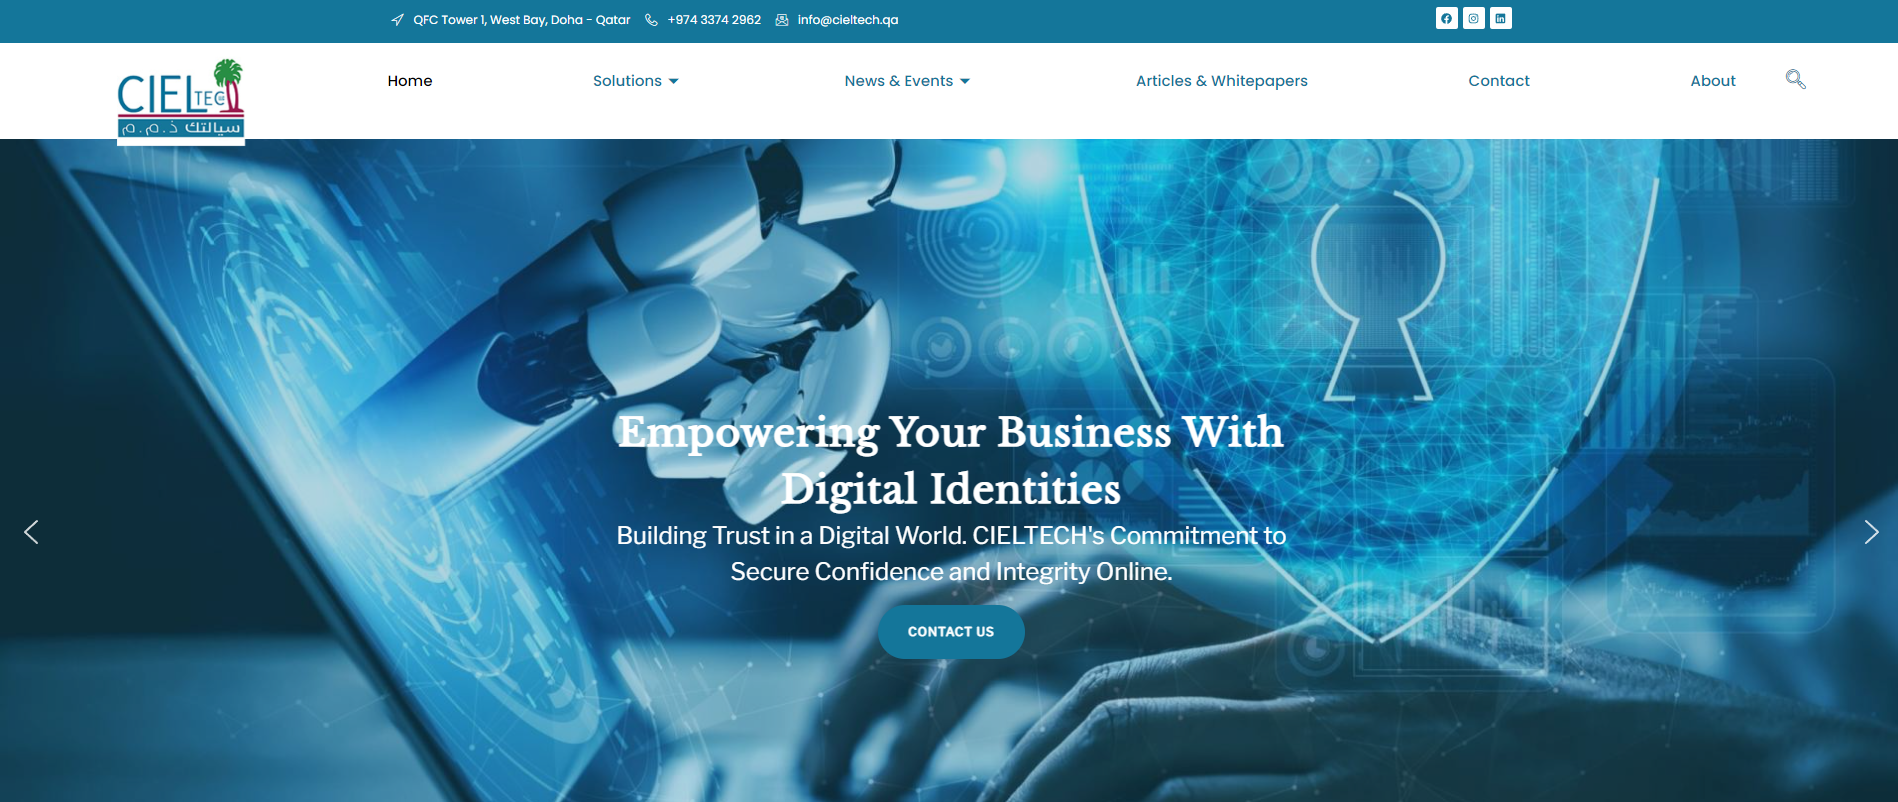 QFC Tower 1, West Bay, Doha - Qatar
+974 3374 2962
info@cieltech.qa
CIELTECH
سيالتك ذ.م.م
Home
Solutions
News & Events
Articles & Whitepapers
Contact
About
Empowering Your Business With
Digital Identities
Building Trust in a Digital World. CIELTECH's Commitment to
Secure Confidence and Integrity Online.
CONTACT US